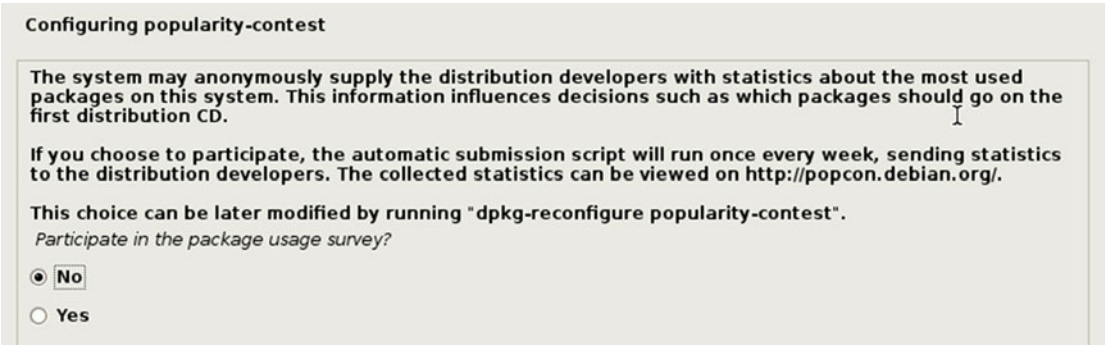 Configuring popularity-contest
The system may anonymously supply the distribution developers with statistics about the most used
packages on this system. This information influences decisions such as which packages should go on the
first distribution CD.
If you choose to participate, the automatic submission script will run once every week, sending statistics
to the distribution developers. The collected statistics can be viewed on http://popcon.debian.org/.
This choice can be later modified by running "dpkg-reconfigure popularity-contest".
Participate in the package usage survey?
No
Yes